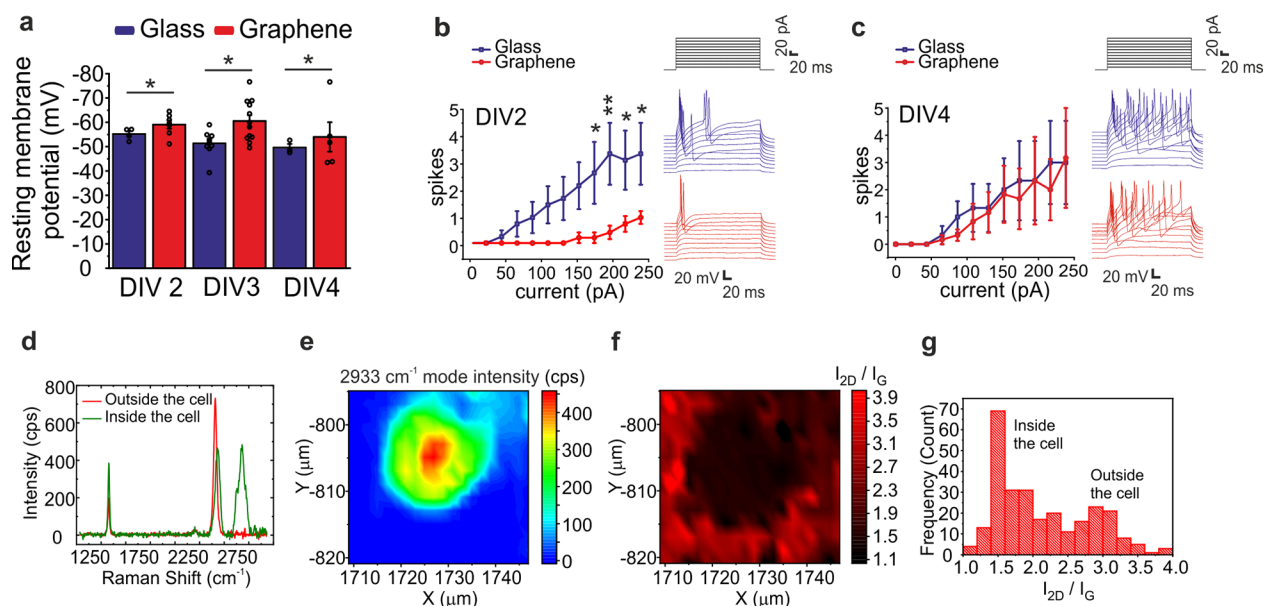 a
Glass Graphene
Resting membrane
potential (mV)
-80
-70
-60
-50
-40
-30
-20
-10
0
* * *
DIV 2 DIV3 DIV4
b
Glass
Graphene
DIV2
spikes
5
4
3
2
1
0
* ** * *
0 50 100 150 200 250
current (pA)
20 pA
20 ms
20 mV
20 ms
c
Glass
Graphene
DIV4
spikes
5
4
3
2
1
0
0 50 100 150 200 250
current (pA)
20 pA
20 ms
20 mV
20 ms
d
Outside the cell
Inside the cell
Intensity (cps)
800
600
400
200
0
1250 1750 2250 2750
Raman Shift (cm-1)
e
2933 cm-1 mode intensity (cps)
Y (µm)
-800
-810
-820
1710 1720 1730 1740
X (µm)
400
300
200
100
0
f
I2D / IG
Y (µm)
-800
-810
-820
1710 1720 1730 1740
X (µm)
3.9
3.6
3.3
3.0
2.7
2.4
2.1
1.8
1.5
1.1
g
Inside
the cell
Outside
the cell
Frequency (Count)
70
60
50
40
30
20
10
0
1.0 2.0 3.0 4.0
I2D / IG